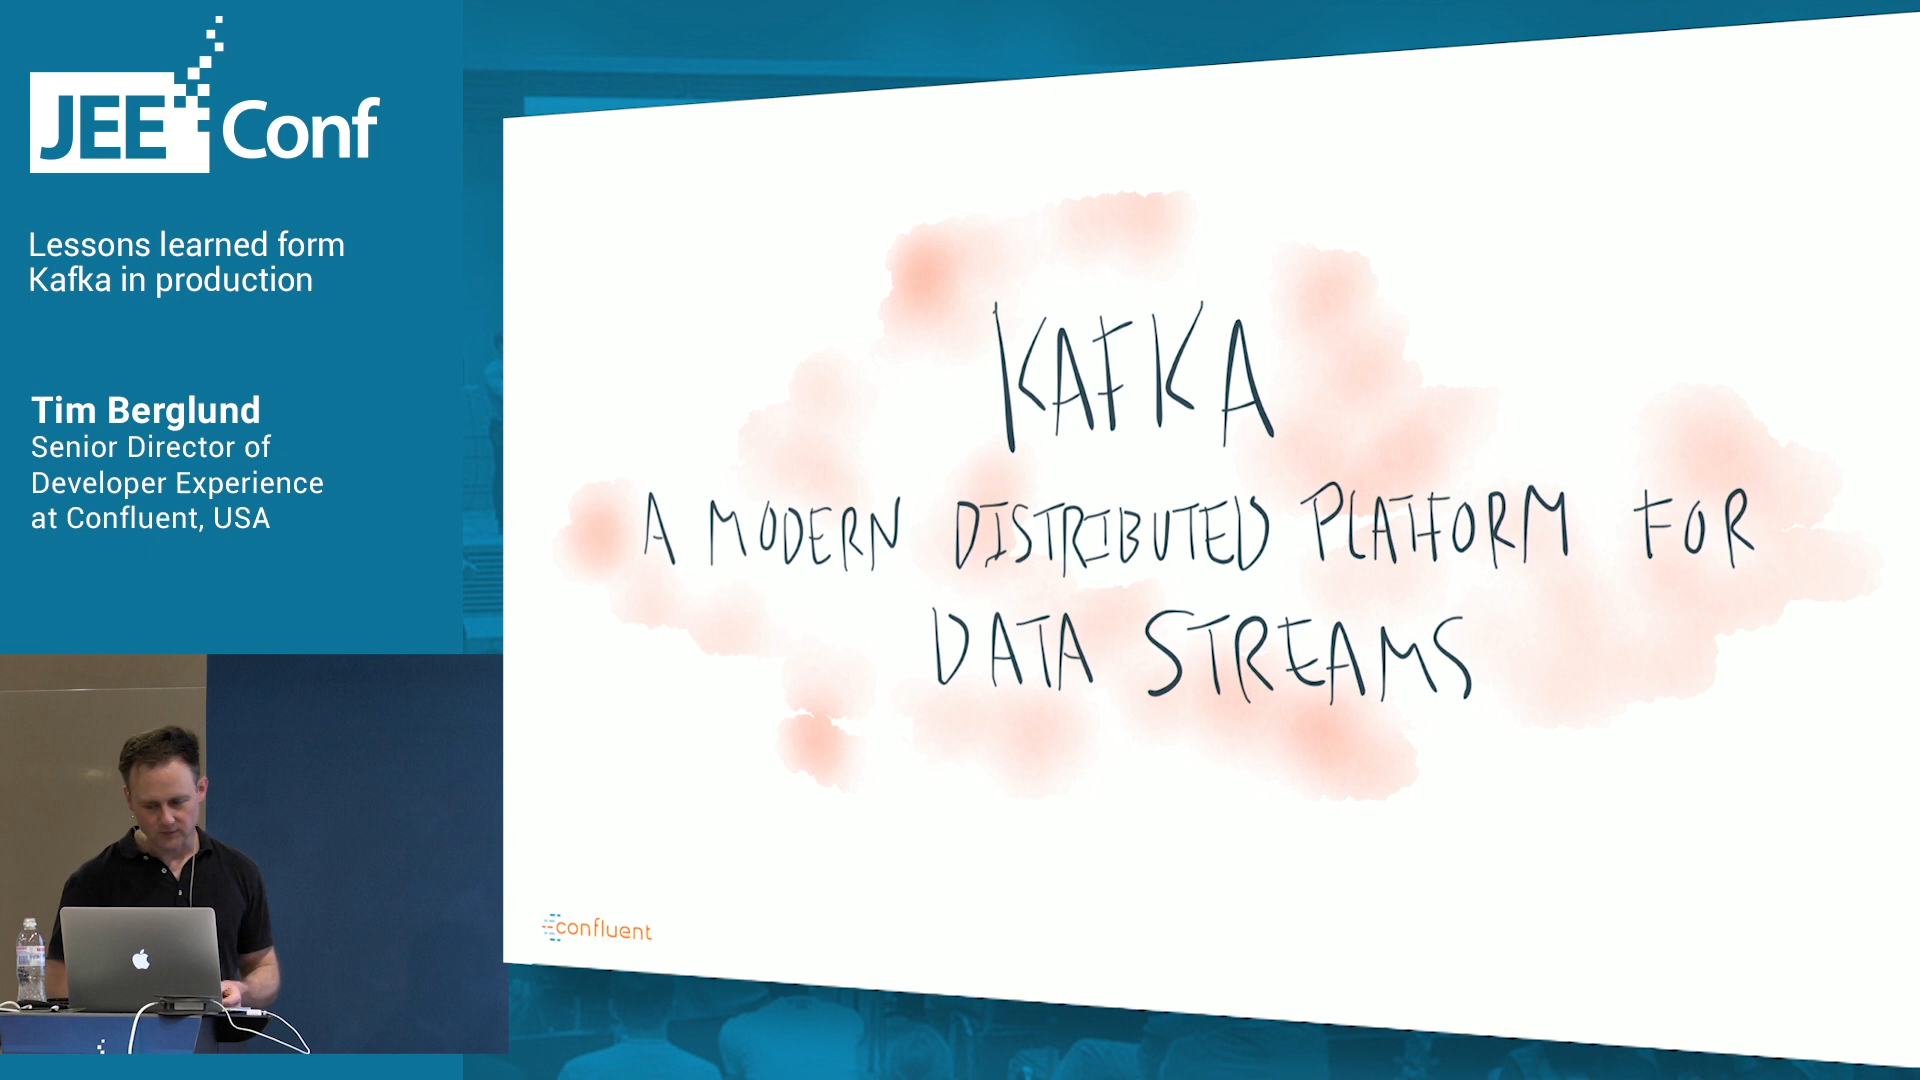 JEE Conf
Lessons learned form
Kafka in production
Tim Berglund
Senior Director of
Developer Experience
at Confluent, USA
KAFKA
A MODERN DISTRIBUTED PLATFORM FOR
DATA STREAMS
confluent